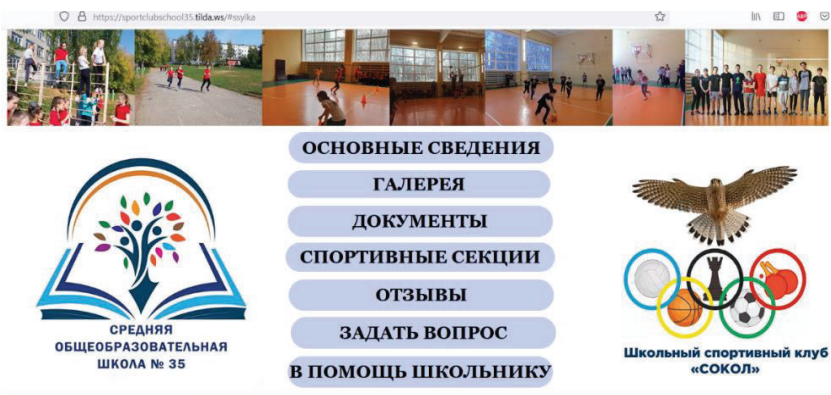 https://sportclubschool35.tilda.ws/#ssylka
ABP
ОСНОВНЫЕ СВЕДЕНИЯ
ГАЛЕРЕЯ
ДОКУМЕНТЫ
СПОРТИВНЫЕ СЕКЦИИ
ОТЗЫВЫ
ЗАДАТЬ ВОПРОС
В ПОМОЩЬ ШКОЛЬНИКУ
СРЕДНЯЯ
ОБЩЕОБРАЗОВАТЕЛЬНАЯ
ШКОЛА № 35
Школьный спортивный клуб
«СОКОЛ»